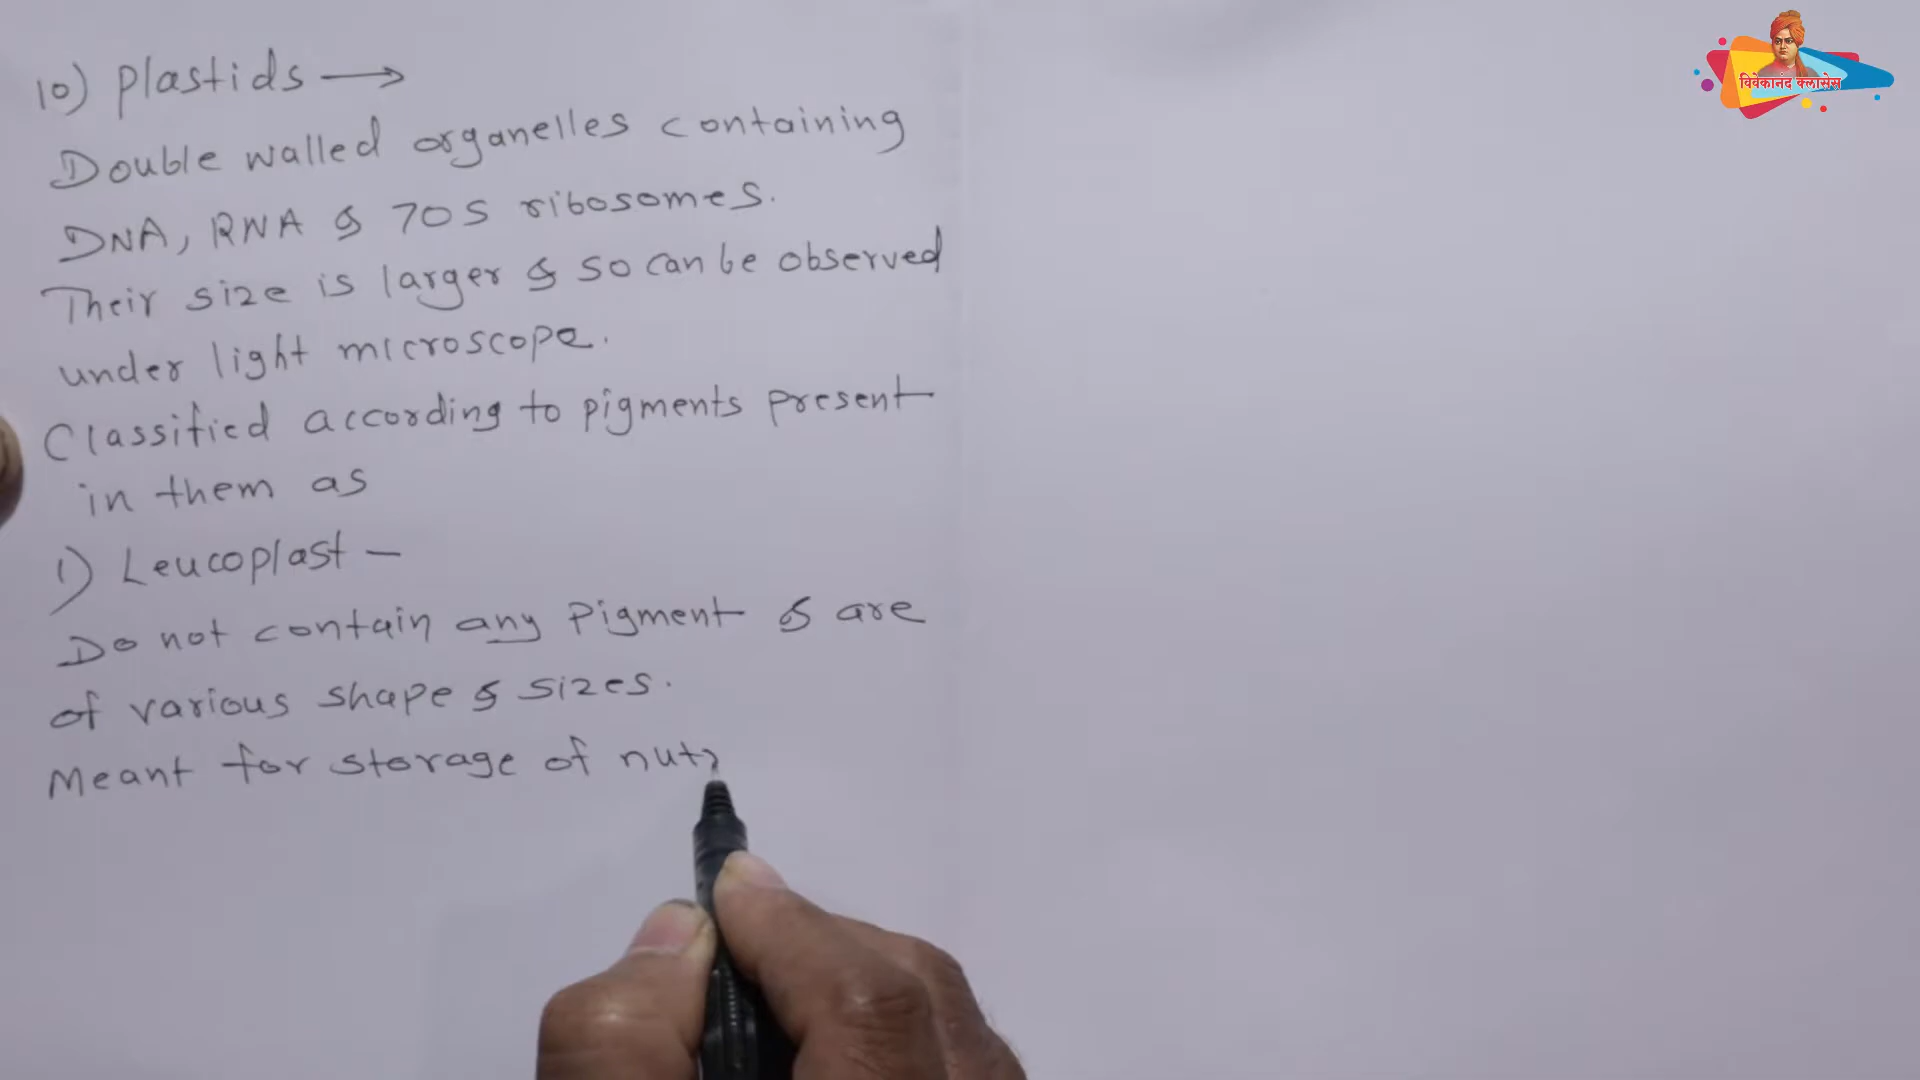 10) Plastids →
Double walled organelles containing
DNA, RNA & 70S ribosomes.
Their size is larger & so can be observed
under light microscope.
Classified according to pigments present
in them as
1) Leucoplast –
Do not contain any Pigment & are
of various shape & sizes.
Meant for storage of nutr
विवेकानंद क्लासेस